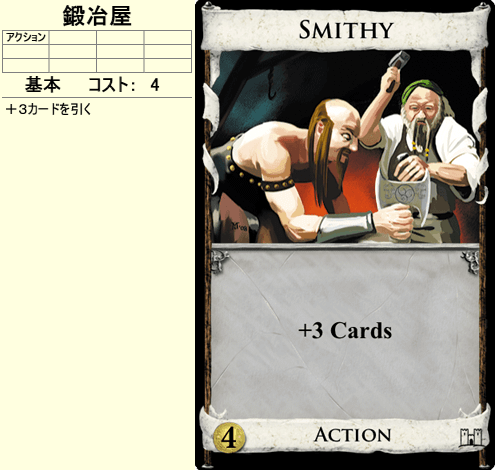 鍛冶屋
アクション
基本 コスト: 4
+3カードを引く
SMITHY
+3 Cards
4
ACTION